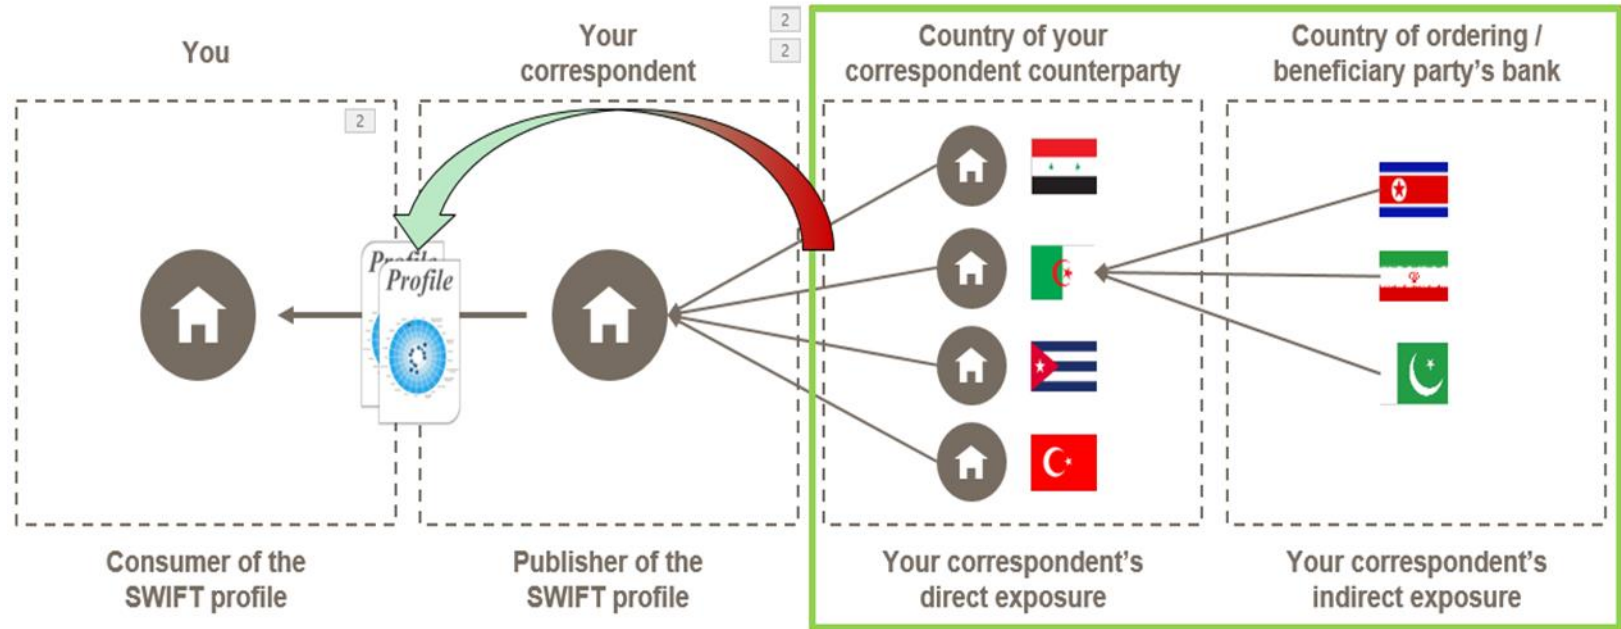 You
Your
correspondent
2
2
Country of your
correspondent counterparty
Country of ordering /
beneficiary party's bank
2
Profile
Profile
Consumer of the
SWIFT profile
Publisher of the
SWIFT profile
Your correspondent's
direct exposure
Your correspondent's
indirect exposure